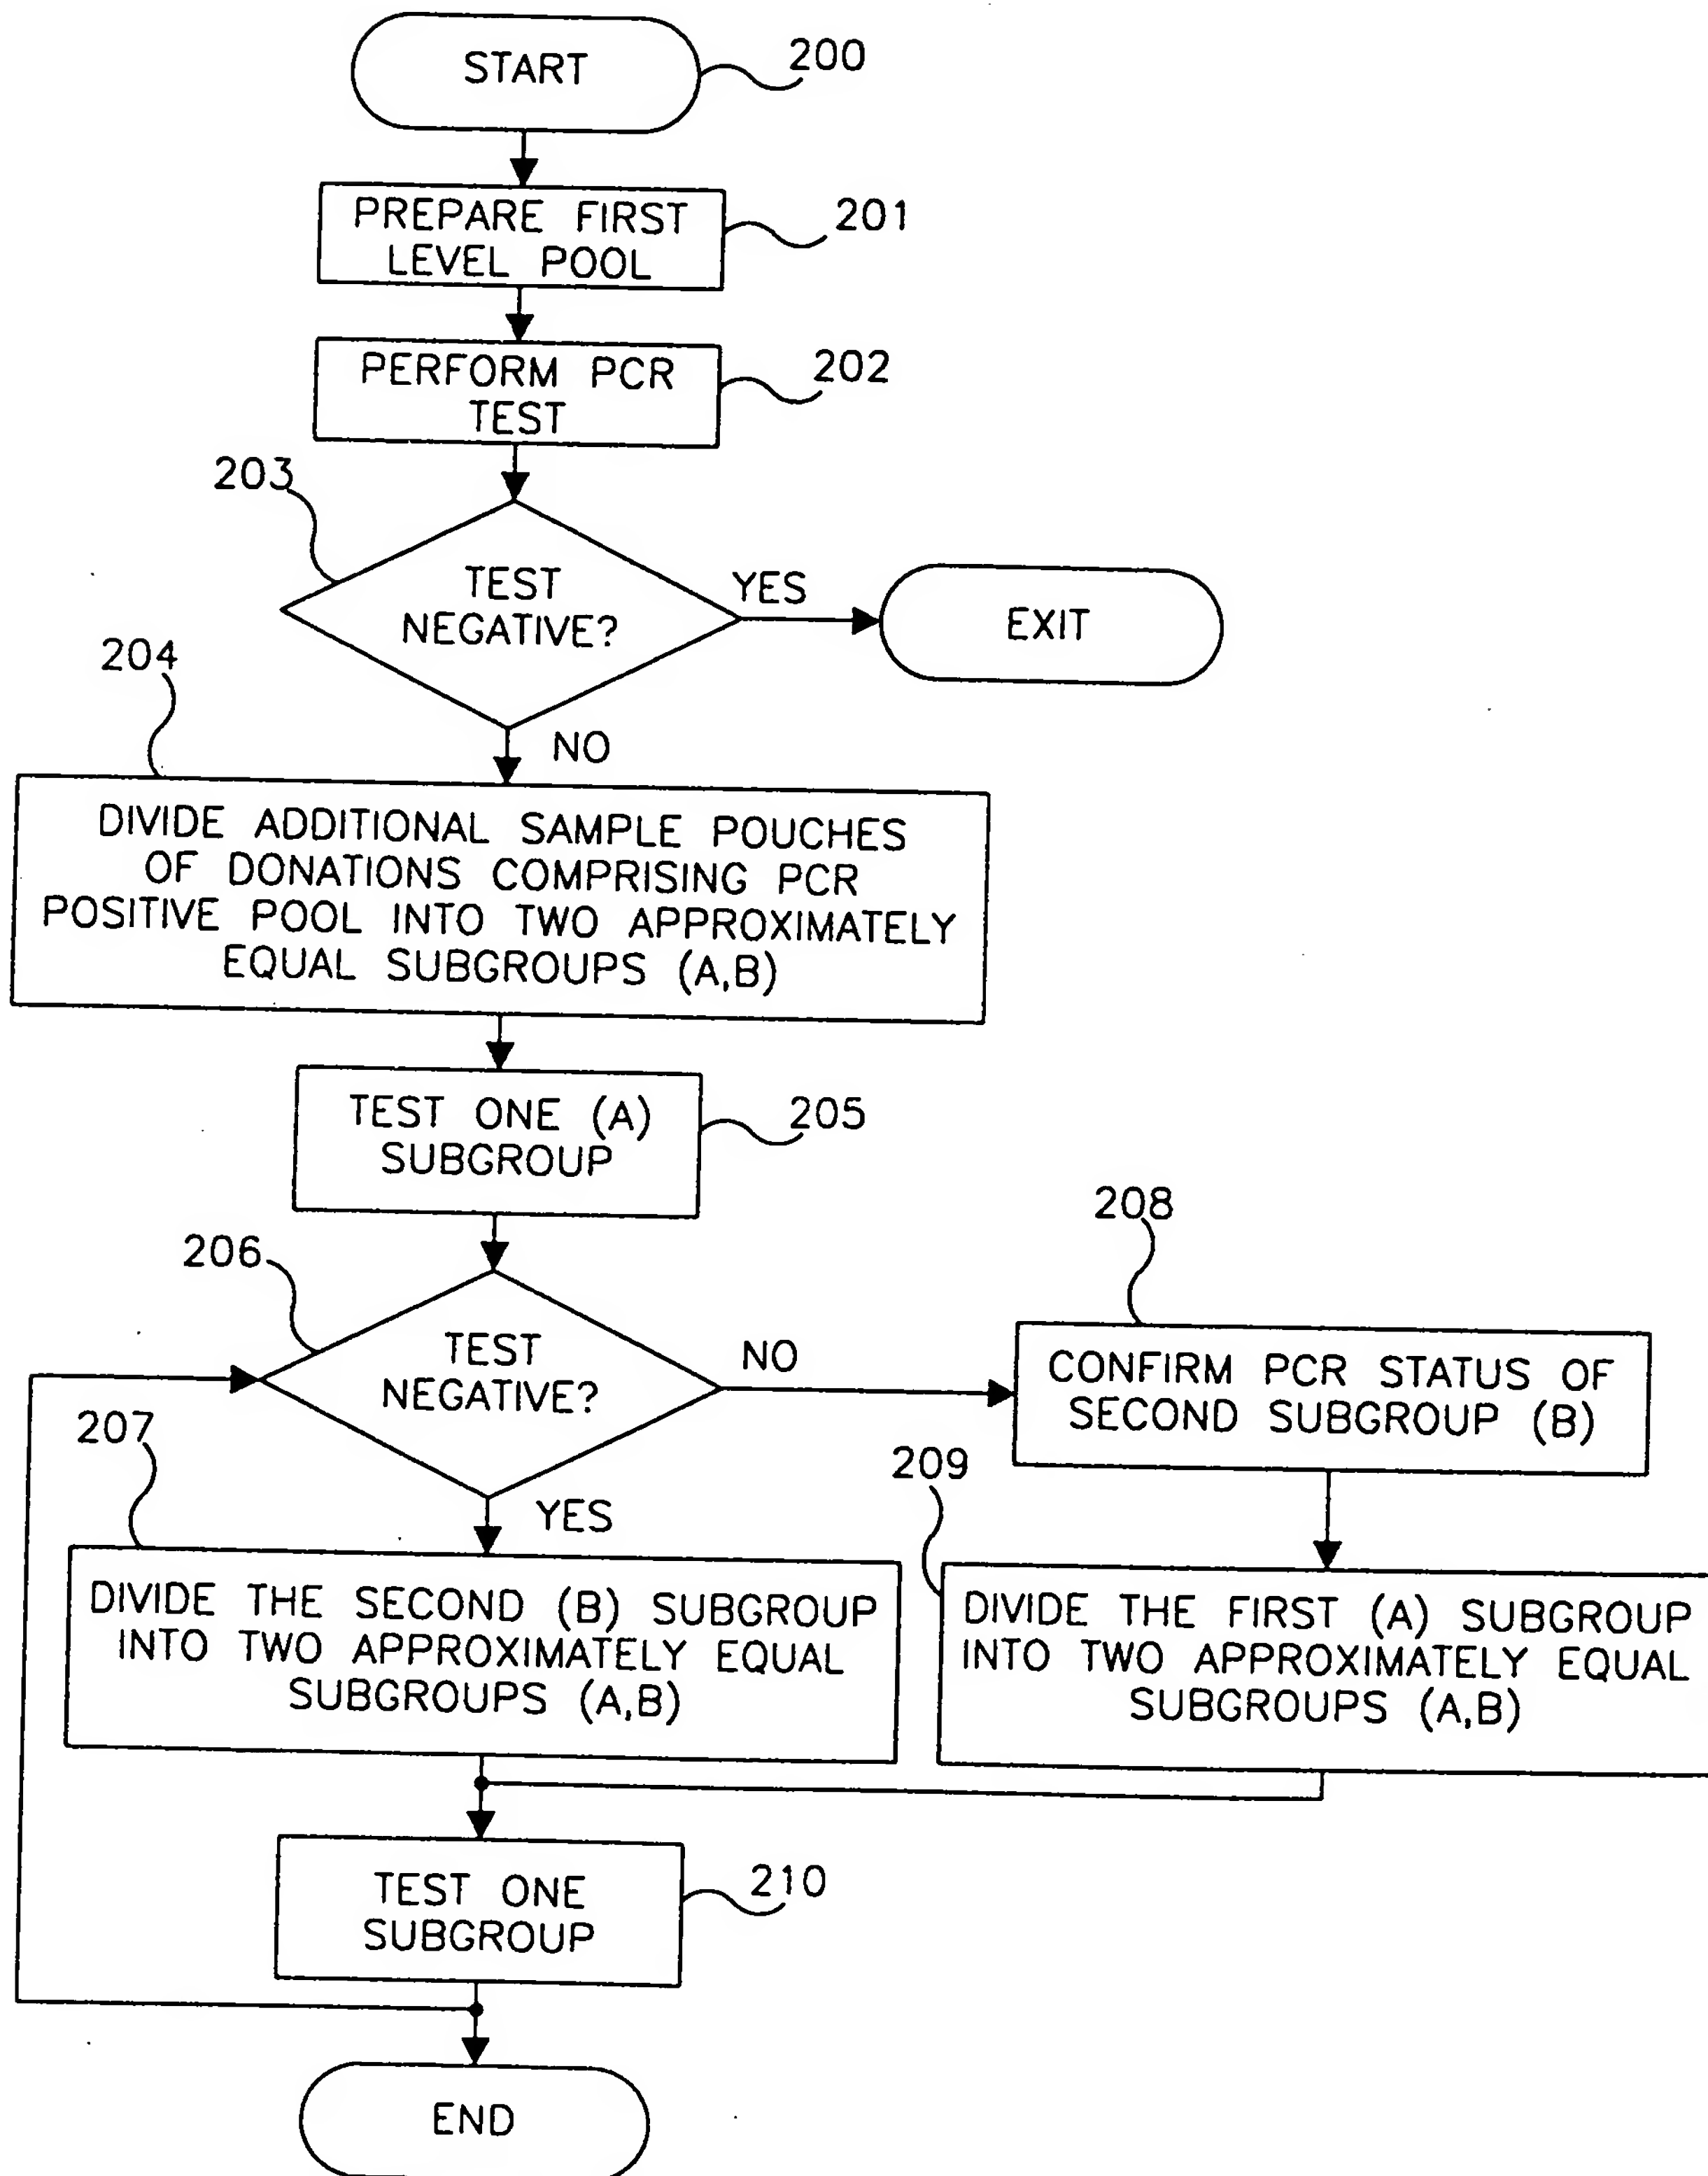 START
200
PREPARE FIRST
LEVEL POOL
201
PERFORM PCR
TEST
202
203
TEST
NEGATIVE?
YES
EXIT
NO
204
DIVIDE ADDITIONAL SAMPLE POUCHES
OF DONATIONS COMPRISING PCR
POSITIVE POOL INTO TWO APPROXIMATELY
EQUAL SUBGROUPS (A,B)
TEST ONE (A)
SUBGROUP
205
206
TEST
NEGATIVE?
NO
208
CONFIRM PCR STATUS OF
SECOND SUBGROUP (B)
YES
207
DIVIDE THE SECOND (B) SUBGROUP
INTO TWO APPROXIMATELY EQUAL
SUBGROUPS (A,B)
209
DIVIDE THE FIRST (A) SUBGROUP
INTO TWO APPROXIMATELY EQUAL
SUBGROUPS (A,B)
TEST ONE
SUBGROUP
210
END